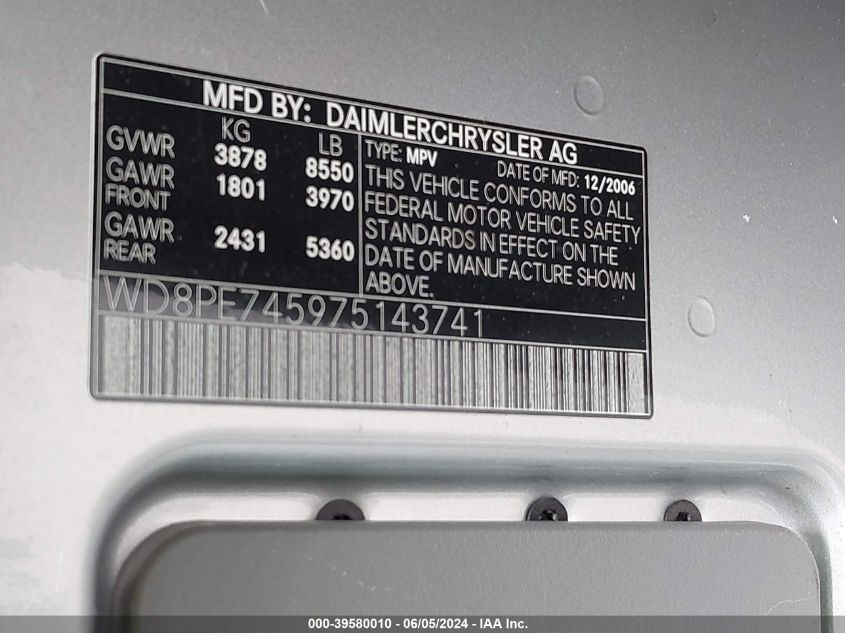 MFD BY: DAIMLERCHRYSLER AG
KG LB
GVWR 3878 8550
GAWR FRONT 1801 3970
GAWR REAR 2431 5360
TYPE: MPV DATE OF MFD: 12/2006
THIS VEHICLE CONFORMS TO ALL
FEDERAL MOTOR VEHICLE SAFETY
STANDARDS IN EFFECT ON THE
DATE OF MANUFACTURE SHOWN
ABOVE.
WD8PE745975143741
000-39580010 - 06/05/2024 - IAA Inc.